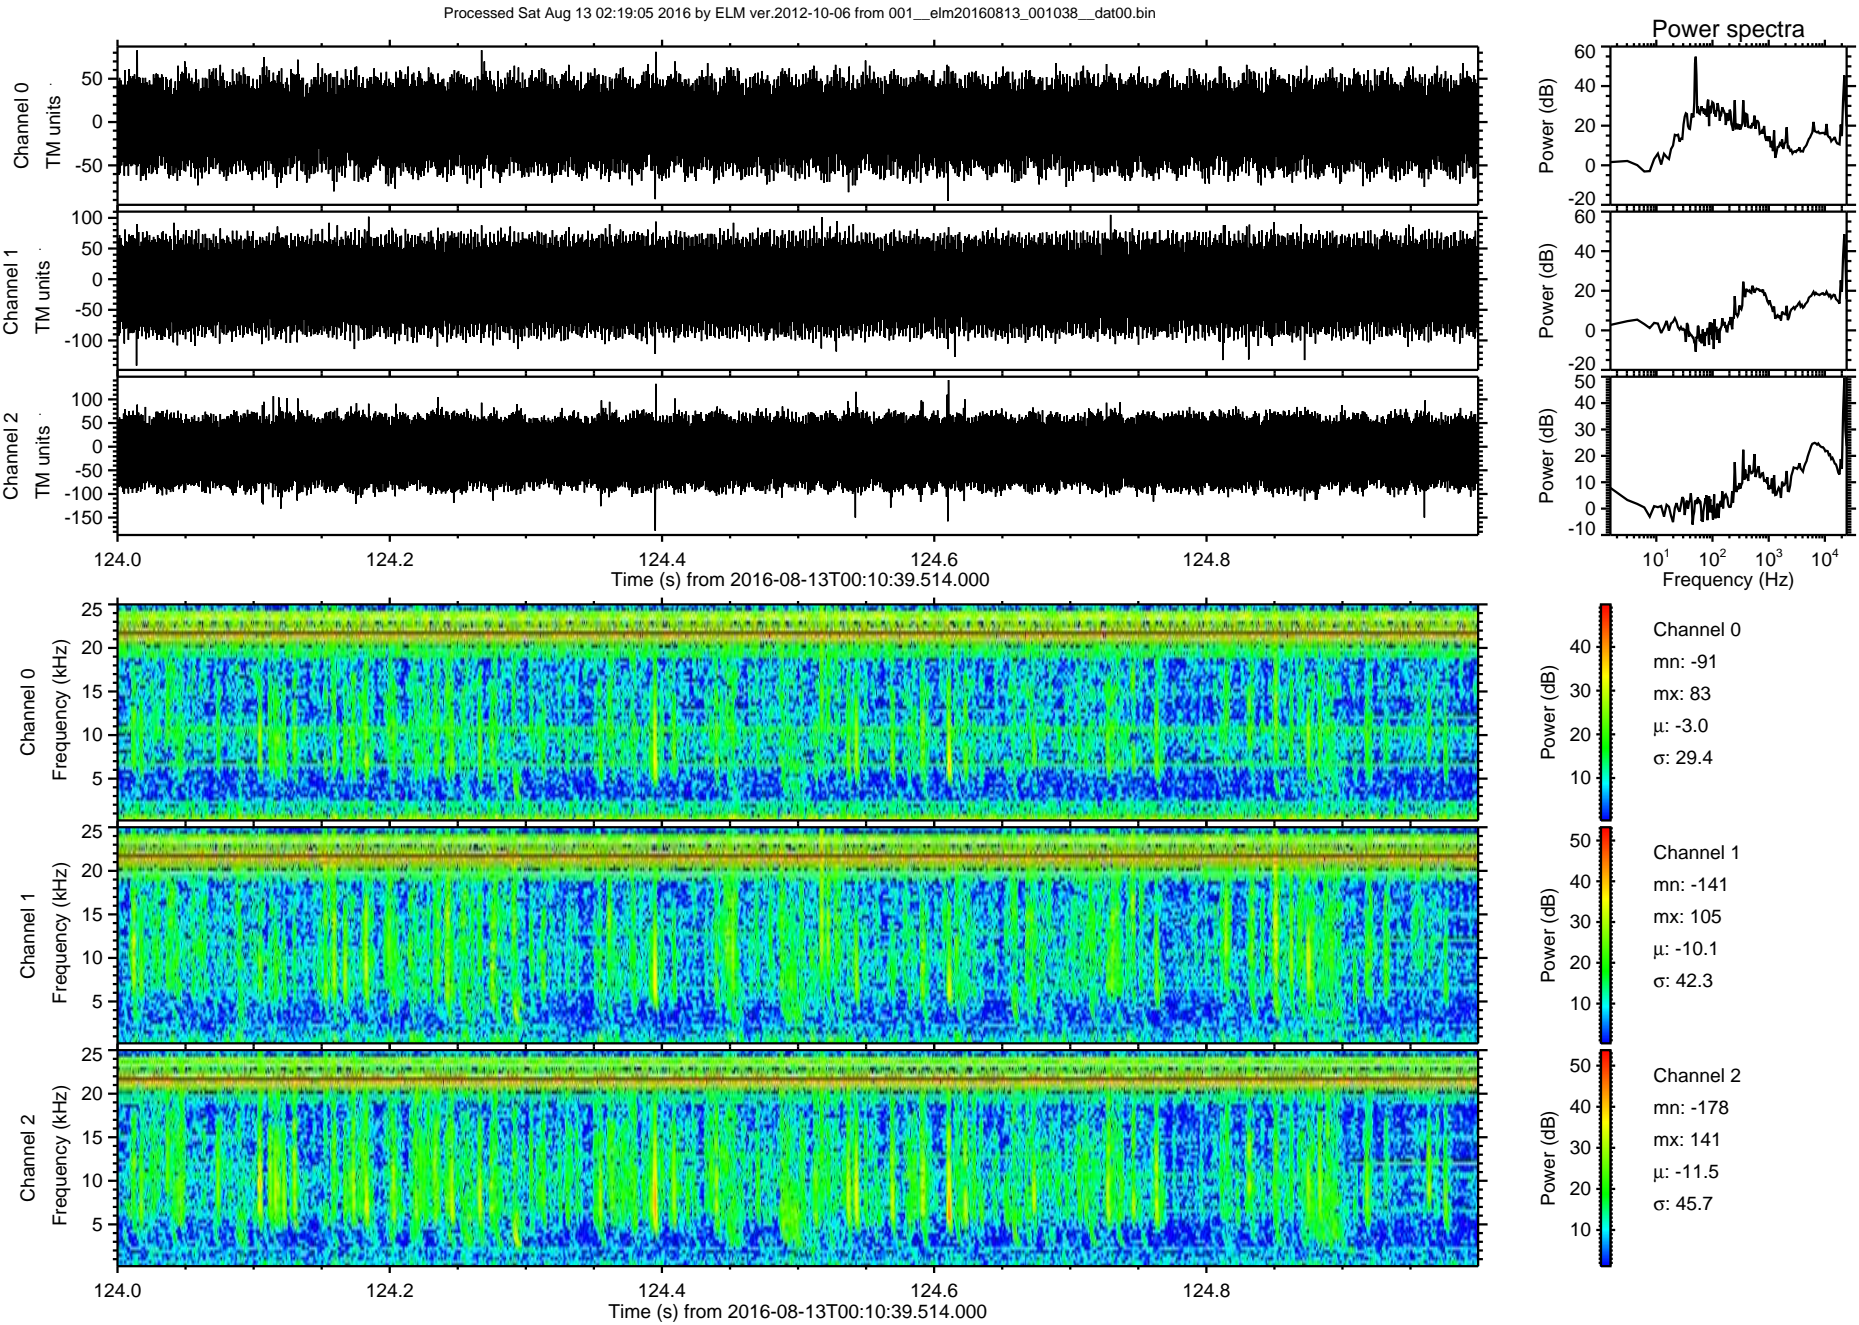 Processed Sat Aug 13 02:19:05 2016 by ELM ver.2012-10-06 from 001__elm20160813_001038__dat00.bin
Power spectra
Channel 0
TM units
50
0
-50
Power (dB)
60
40
20
0
-20
Channel 1
TM units
100
50
0
-50
-100
Power (dB)
60
40
20
0
-20
Channel 2
TM units
100
50
0
-50
-100
-150
Power (dB)
50
40
30
20
10
0
-10
124.0
124.2
124.4
124.6
124.8
Time (s) from 2016-08-13T00:10:39.514.000
10^1
10^2
10^3
10^4
Frequency (Hz)
Channel 0
Frequency (kHz)
25
20
15
10
5
Power (dB)
40
30
20
10
Channel 0
mn: -91
mx: 83
µ: -3.0
σ: 29.4
Channel 1
Frequency (kHz)
25
20
15
10
5
Power (dB)
50
40
30
20
10
Channel 1
mn: -141
mx: 105
µ: -10.1
σ: 42.3
Channel 2
Frequency (kHz)
25
20
15
10
5
Power (dB)
50
40
30
20
10
Channel 2
mn: -178
mx: 141
µ: -11.5
σ: 45.7
124.0
124.2
124.4
124.6
124.8
Time (s) from 2016-08-13T00:10:39.514.000